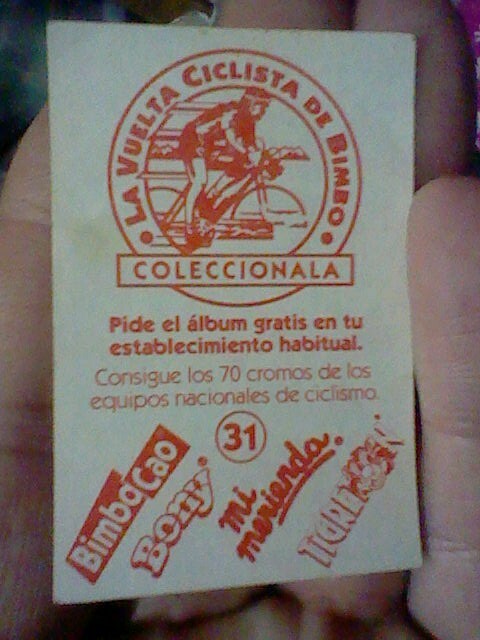 LA VUELTA CICLISTA DE BIMBO
COLECCIONALA
Pide el álbum gratis en tu
establecimiento habitual.
Consigue los 70 cromos de los
equipos nacionales de ciclismo.
31
BimboCao
Bony
mi
merienda
TIGRETON